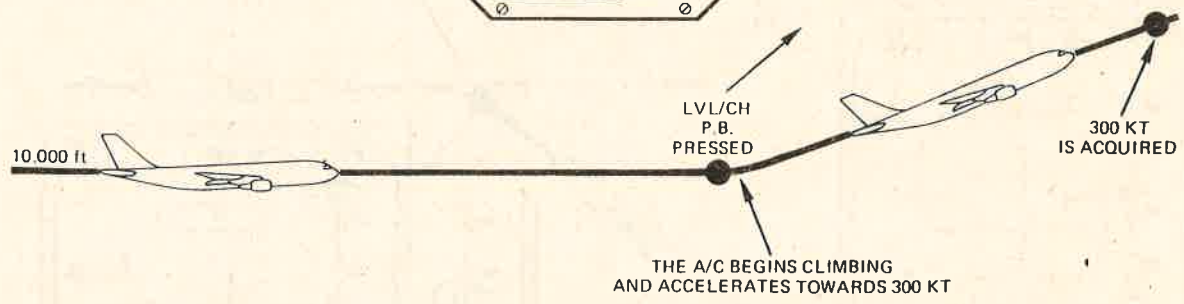 LVL/CH
P.B.
PRESSED
300 KT
IS ACQUIRED
10,000 ft
THE A/C BEGINS CLIMBING
AND ACCELERATES TOWARDS 300 KT